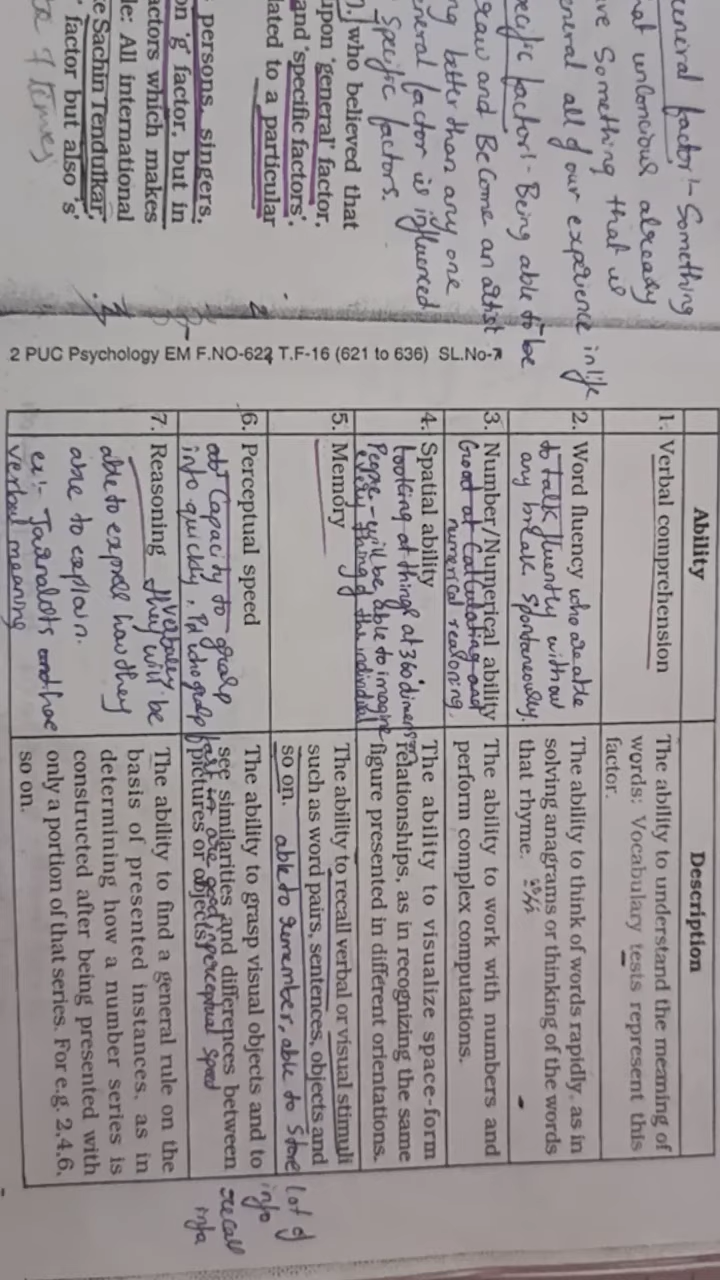 General factor:- Something
that unconcious already
have Something that is
general all of our experience in life
specific factor:- Being able to be
draw and Become an artist
ng better than any one
general factor is influenced
specific factors.
), who believed that
upon 'general' factor,
and 'specific factors'.
lated to a particular
persons, singers,
on 'g' factor, but in
actors which makes
le: All international
e Sachin Tendulkar,
factor but also 's'
2 PUC Psychology EM F.NO-622 T.F-16 (621 to 636) SL.No-7
Ability
Description
1. Verbal comprehension
The ability to understand the meaning of
words: Vocabulary tests represent this
factor.
2. Word fluency who are able
to talk fluently without
any break spontaneously.
The ability to think of words rapidly, as in
solving anagrams or thinking of the words
that rhyme.
3. Number/Numerical ability
Good at Calculating and
numerical reasoning.
The ability to work with numbers and
perform complex computations.
4. Spatial ability
looking at things at 360° dimension
People - will be able to imagine
every thing of the individual
The ability to visualize space-form
relationships, as in recognizing the same
figure presented in different orientations.
5. Memory
The ability to recall verbal or visual stimuli
such as word pairs, sentences, objects and
so on. able to remember, able to store lot of
info
recall
info
6. Perceptual speed
Capacity to grasp
info quickly, Pd who grasp
fast in are good in perceptual speed
The ability to grasp visual objects and to
see similarities and differences between
pictures or objects.
7. Reasoning verbaley
they will be
able to express how they
able to explain.
ex:- Journalists and have
verbal meaning
The ability to find a general rule on the
basis of presented instances, as in
determining how a number series is
constructed after being presented with
only a portion of that series. For e.g. 2,4,6,
so on.